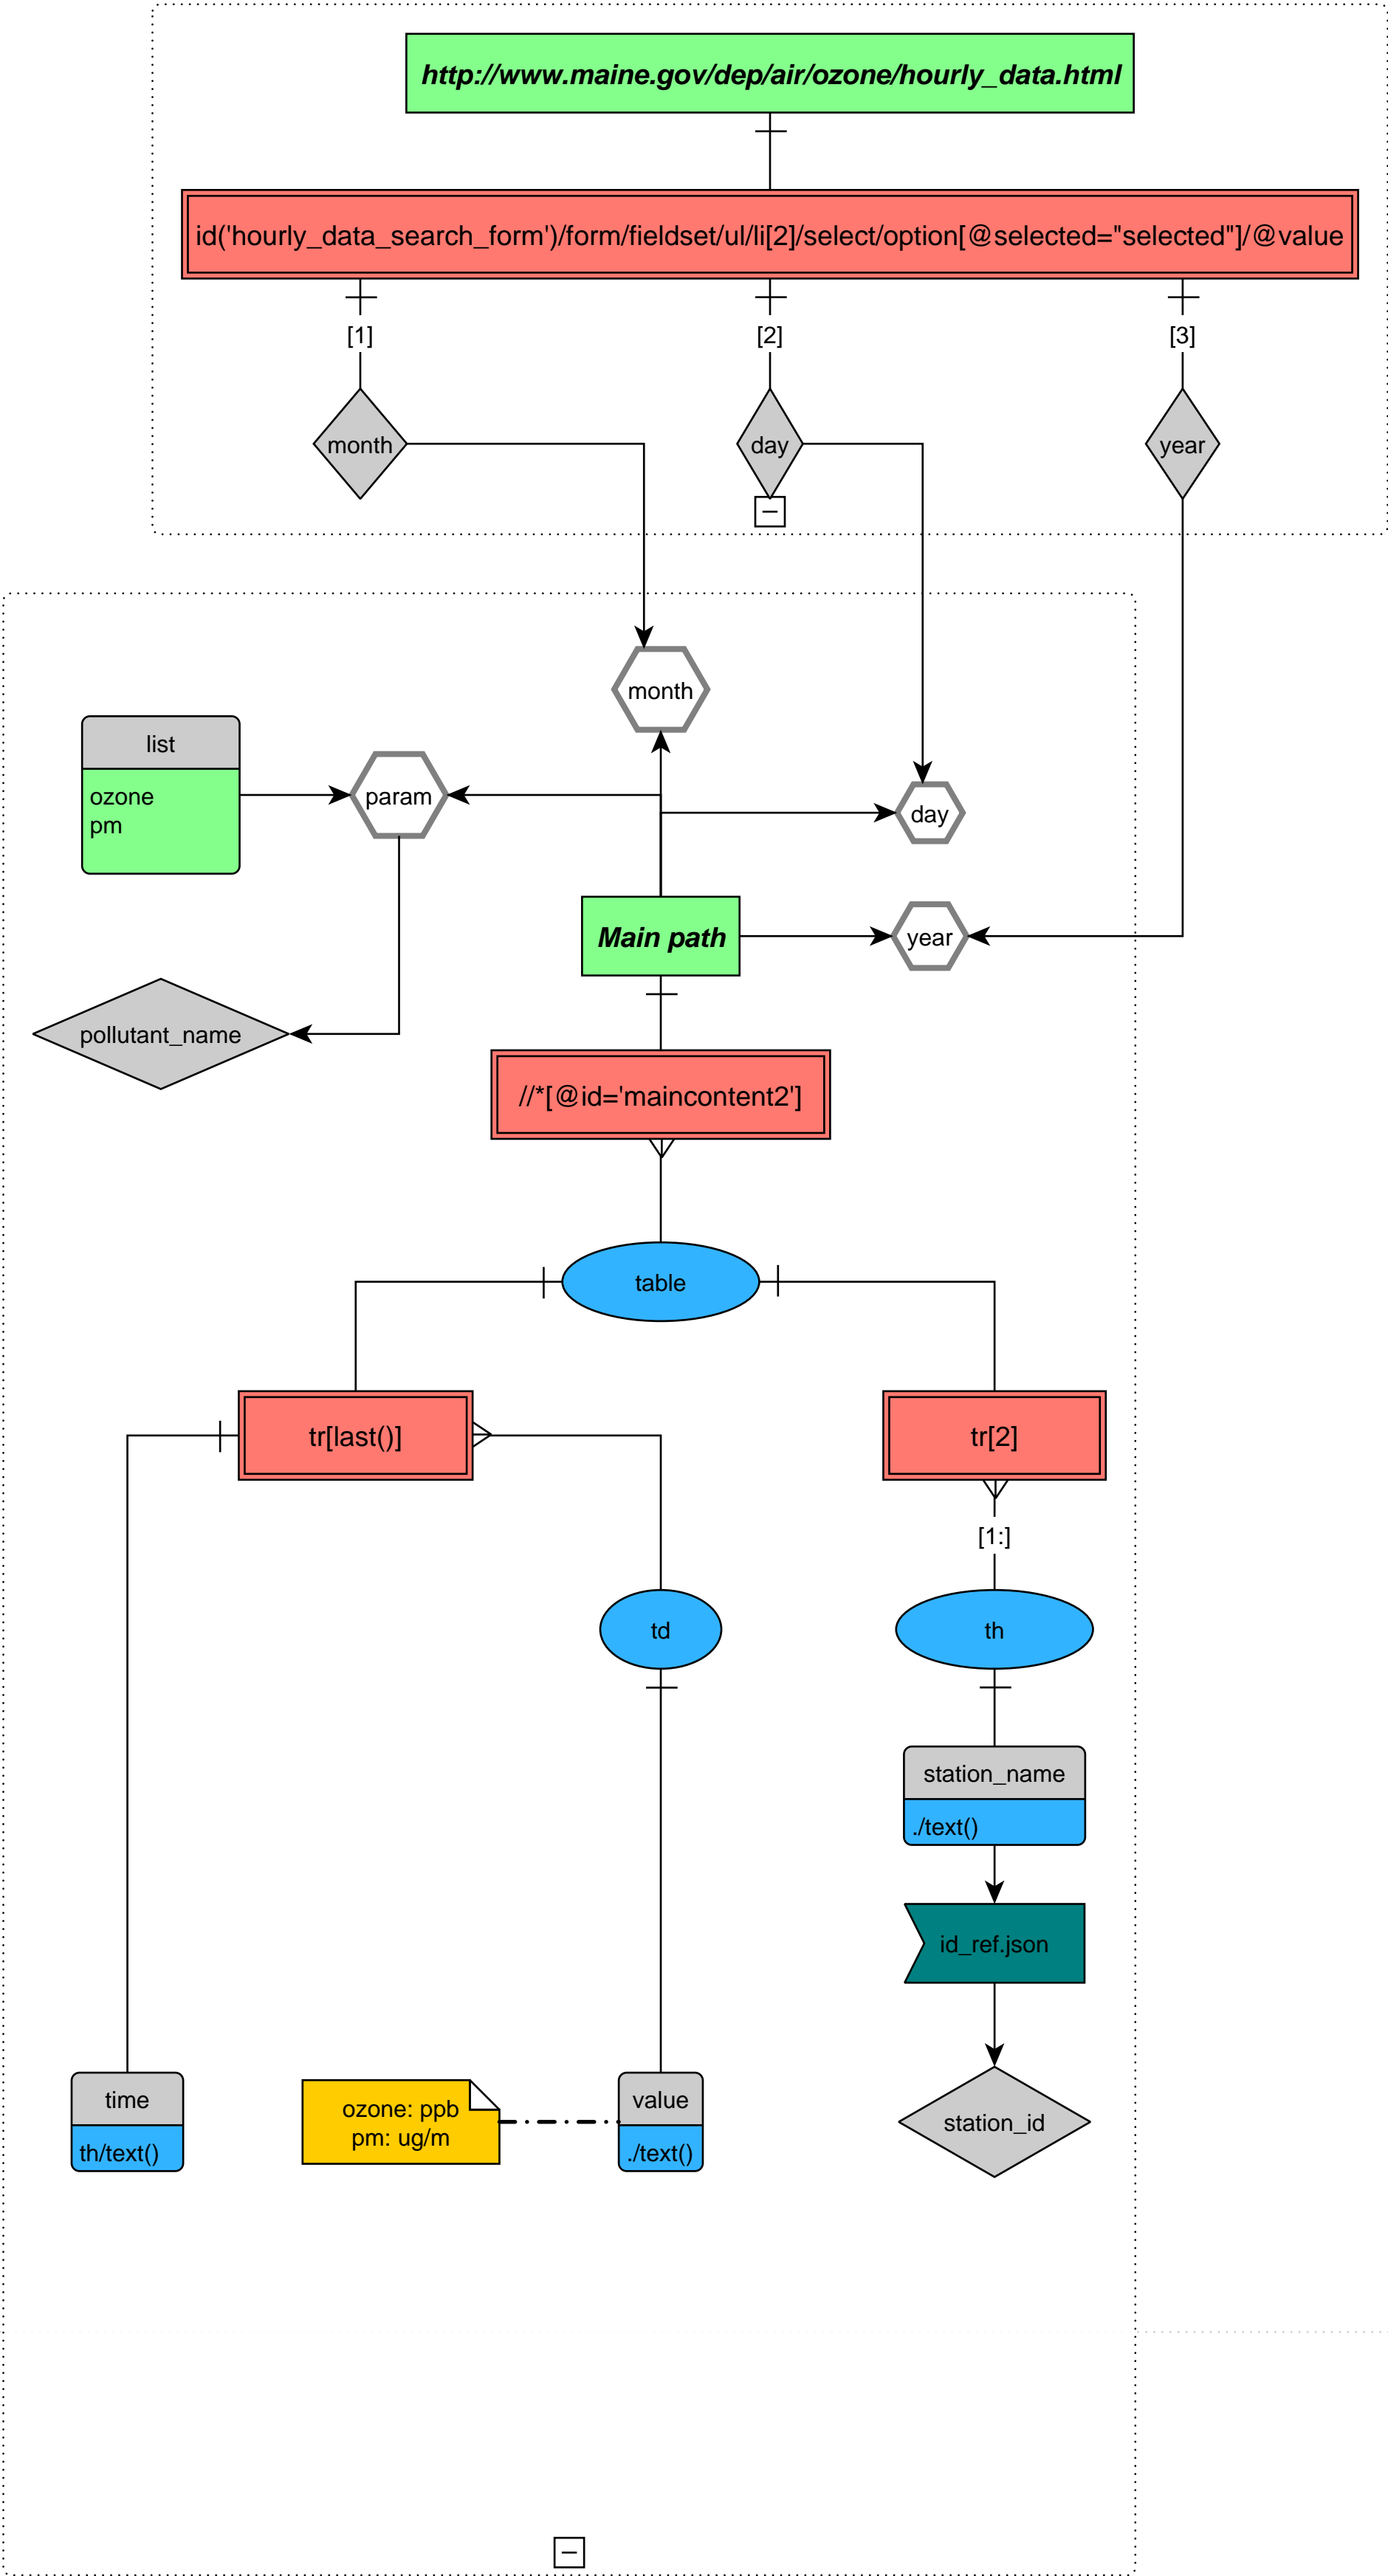 http://www.maine.gov/dep/air/ozone/hourly_data.html
id('hourly_data_search_form')/form/fieldset/ul/li[2]/select/option[@selected="selected"]/@value
[1]
[2]
[3]
month
day
year
month
list
ozone
pm
param
day
Main path
year
pollutant_name
//*[@id='maincontent2']
table
tr[last()]
tr[2]
[1:]
td
th
station_name
./text()
id_ref.json
time
th/text()
ozone: ppb
pm: ug/m
value
./text()
station_id